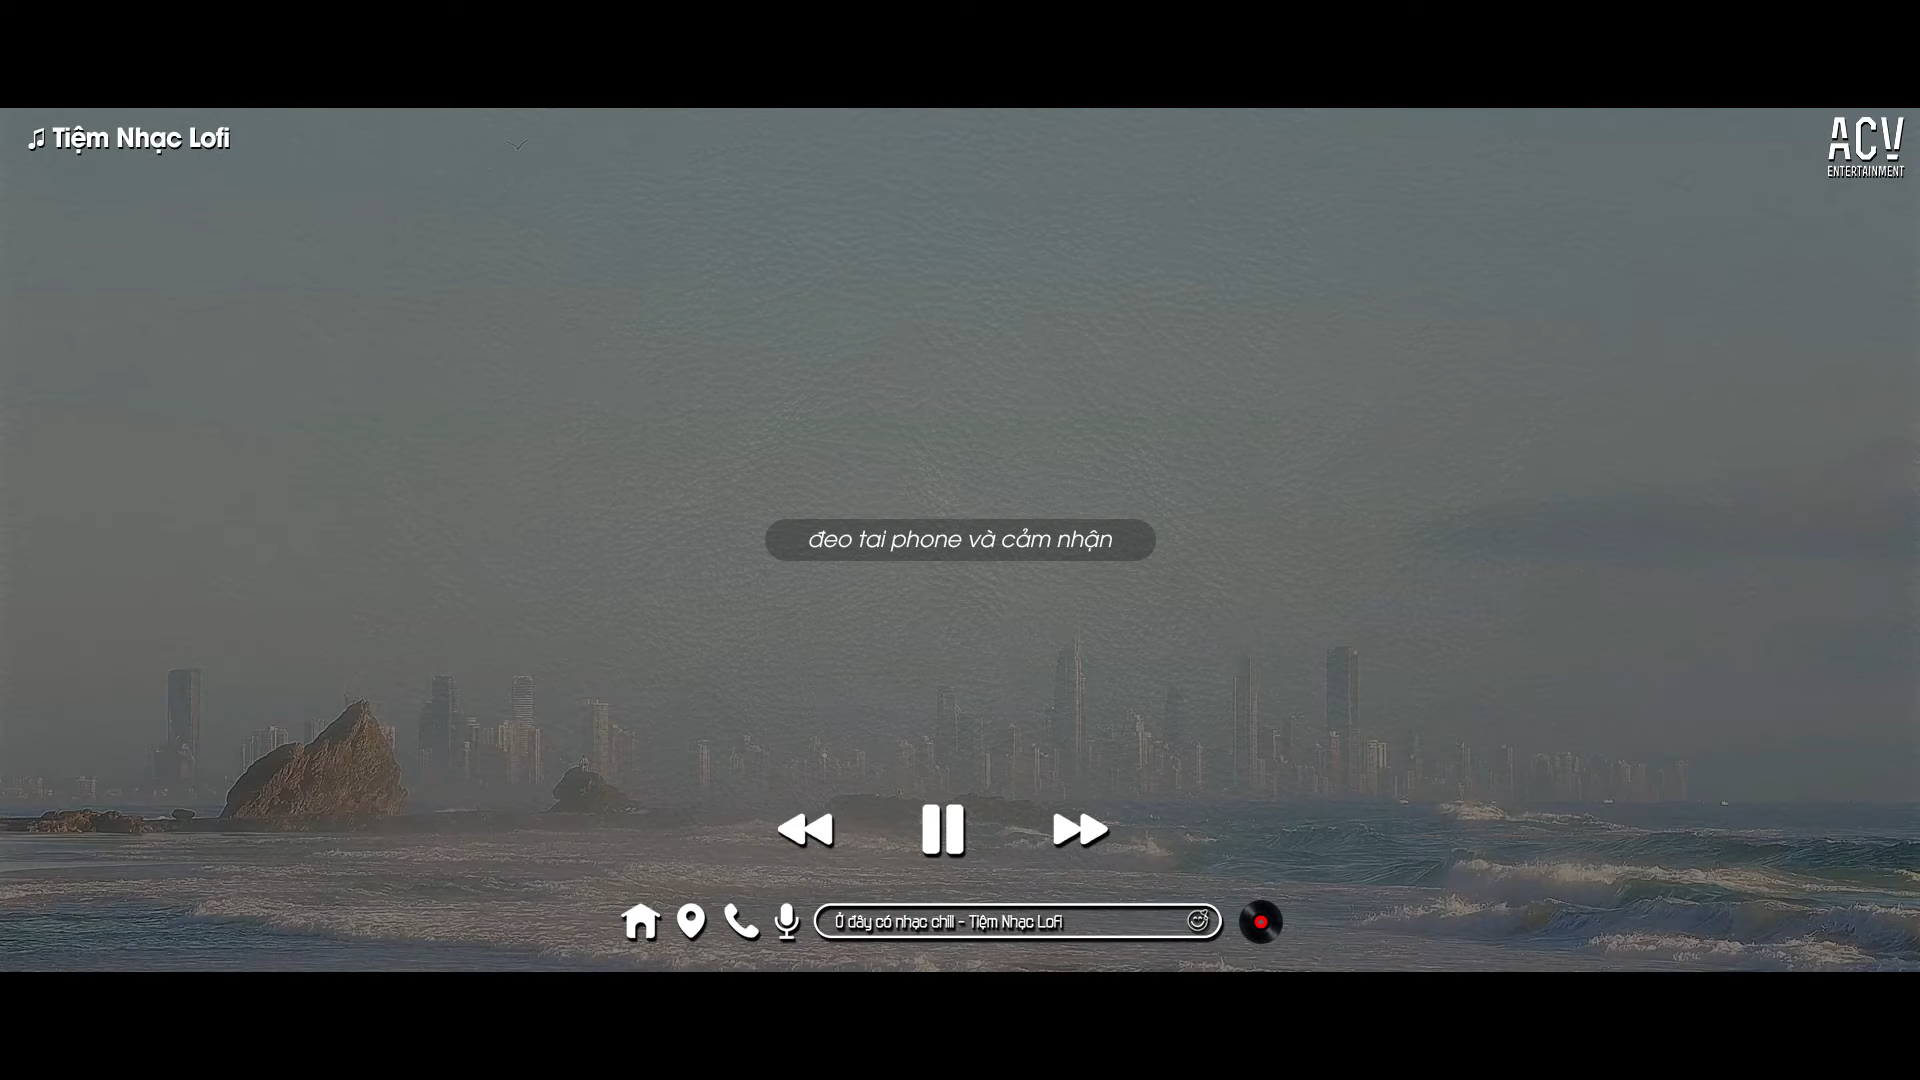 ♫ Tiệm Nhạc Lofi
ACV
ENTERTAINMENT
đeo tai phone và cảm nhận
Ở đây có nhạc chill - Tiệm Nhạc Lofi